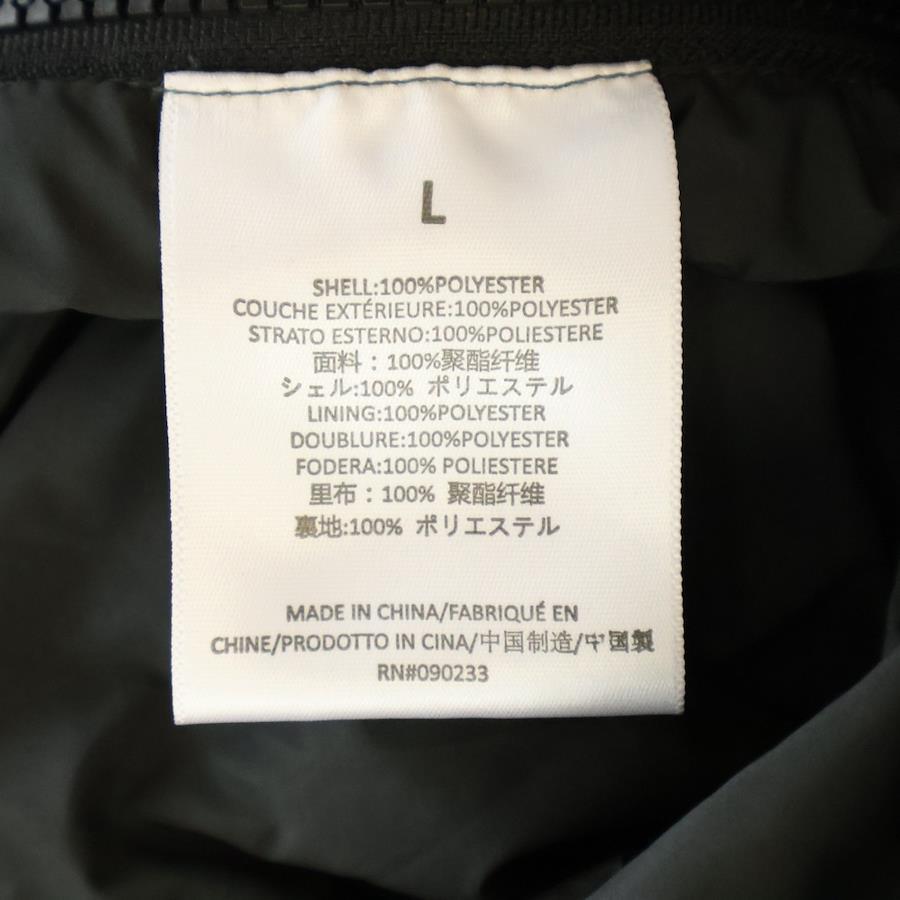 L
SHELL:100%POLYESTER
COUCHE EXTÉRIEURE:100%POLYESTER
STRATO ESTERNO:100%POLIESTERE
面料：100%聚酯纤维
シェル:100% ポリエステル
LINING:100%POLYESTER
DOUBLURE:100%POLYESTER
FODERA:100% POLIESTERE
里布：100% 聚酯纤维
裏地:100% ポリエステル
MADE IN CHINA/FABRIQUÉ EN
CHINE/PRODOTTO IN CINA/中国制造/中国製
RN#090233